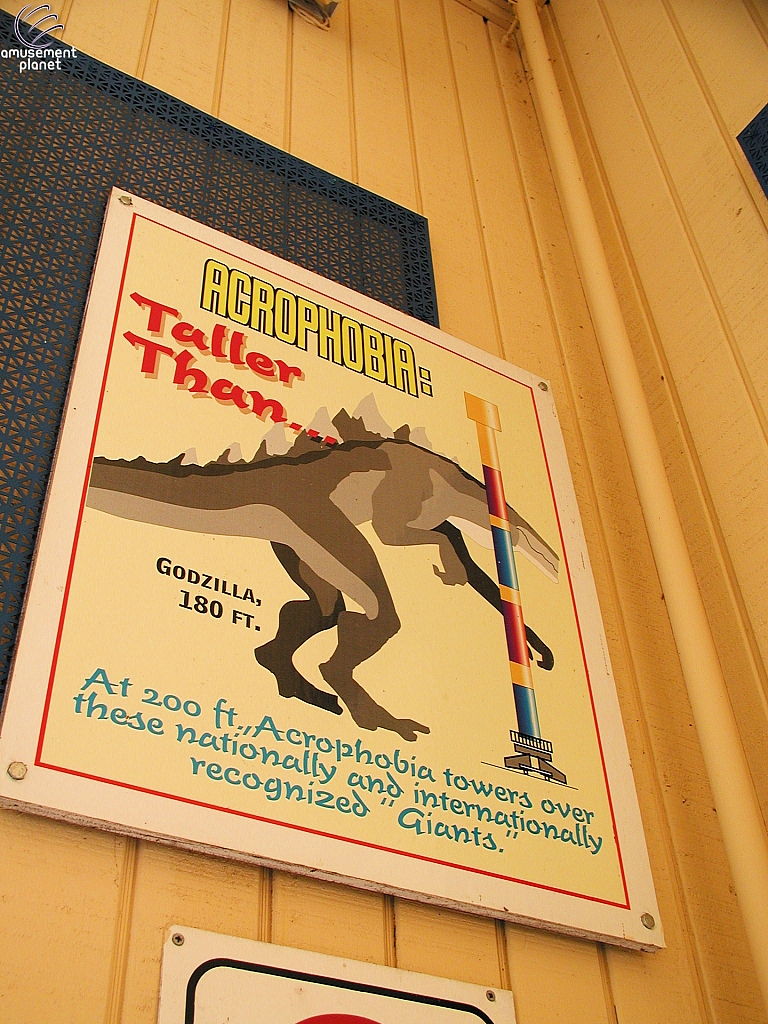 amusement
planet
ACROPHOBIA:
Taller
Than...
GODZILLA,
180 FT.
At 200 ft., Acrophobia towers over
these nationally and internationally
recognized "Giants."